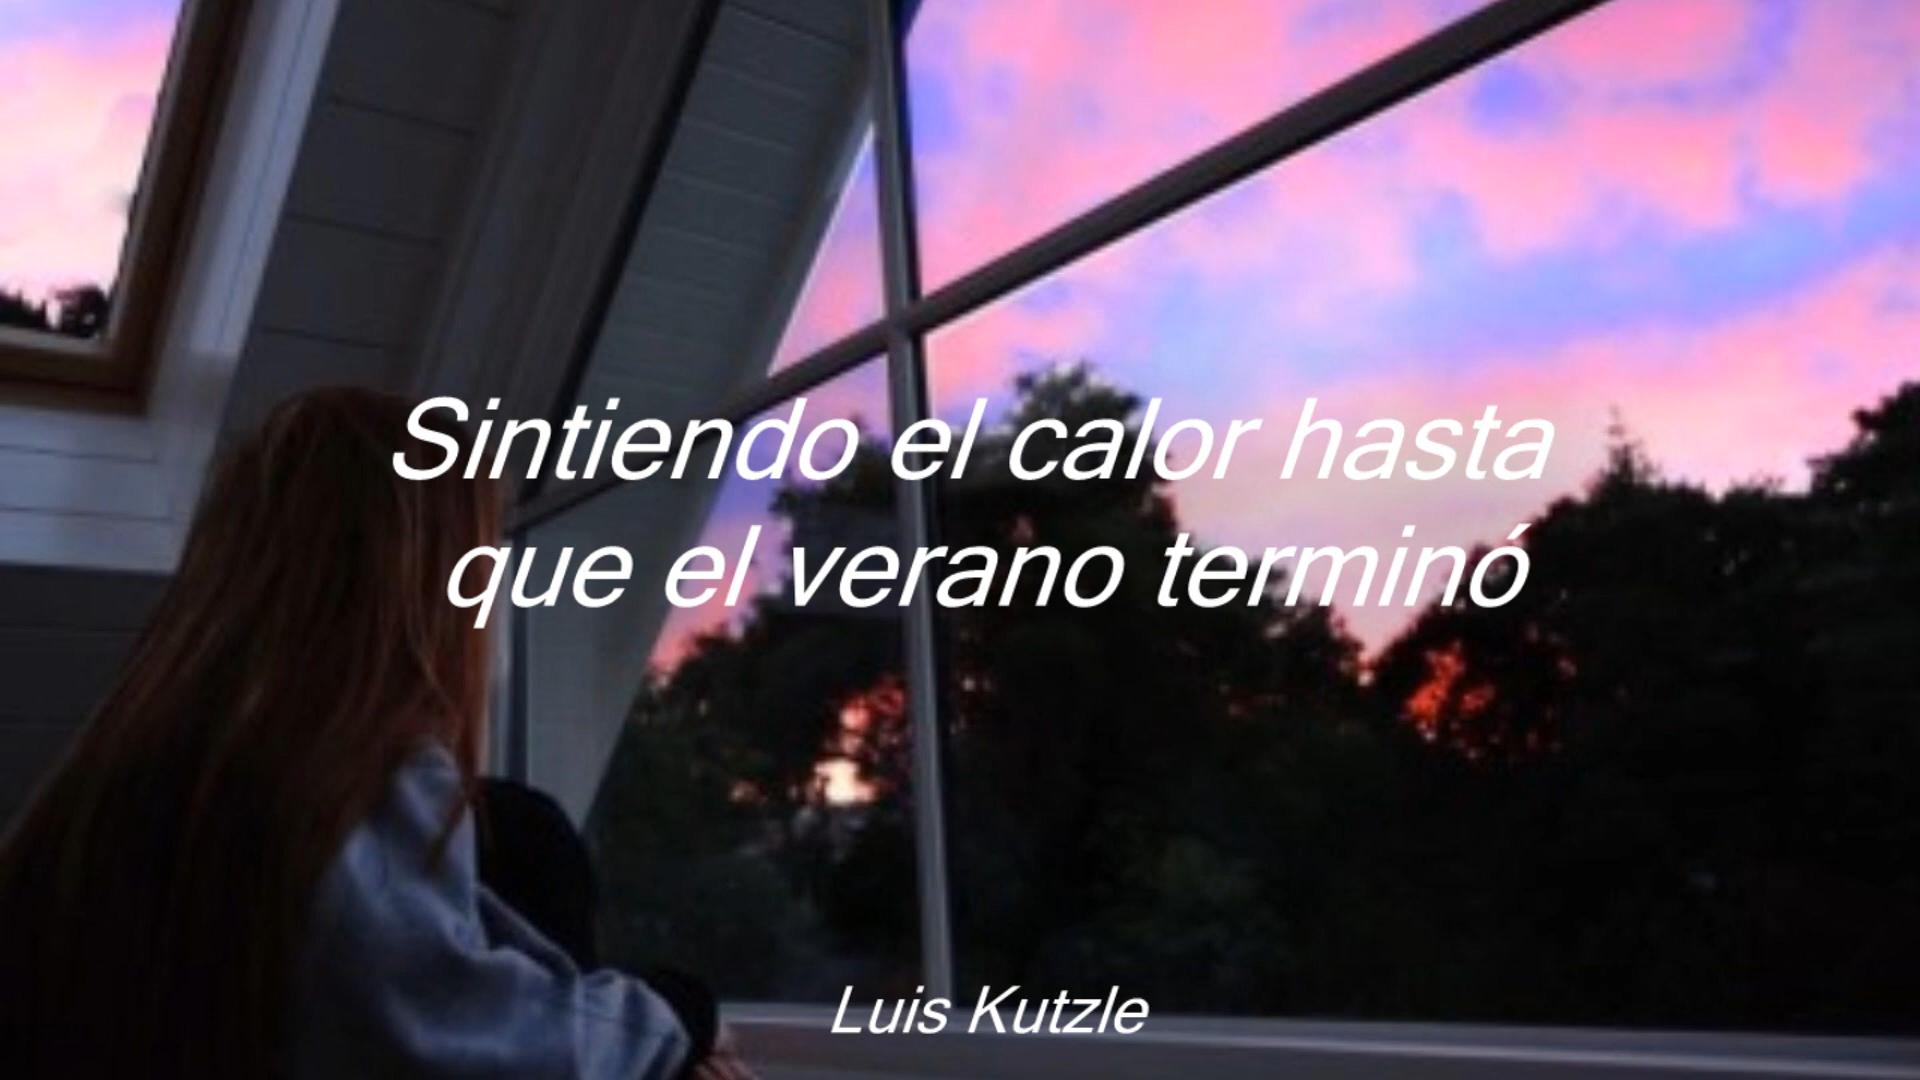 Sintiendo el calor hasta
que el verano terminó
Luis Kutzle